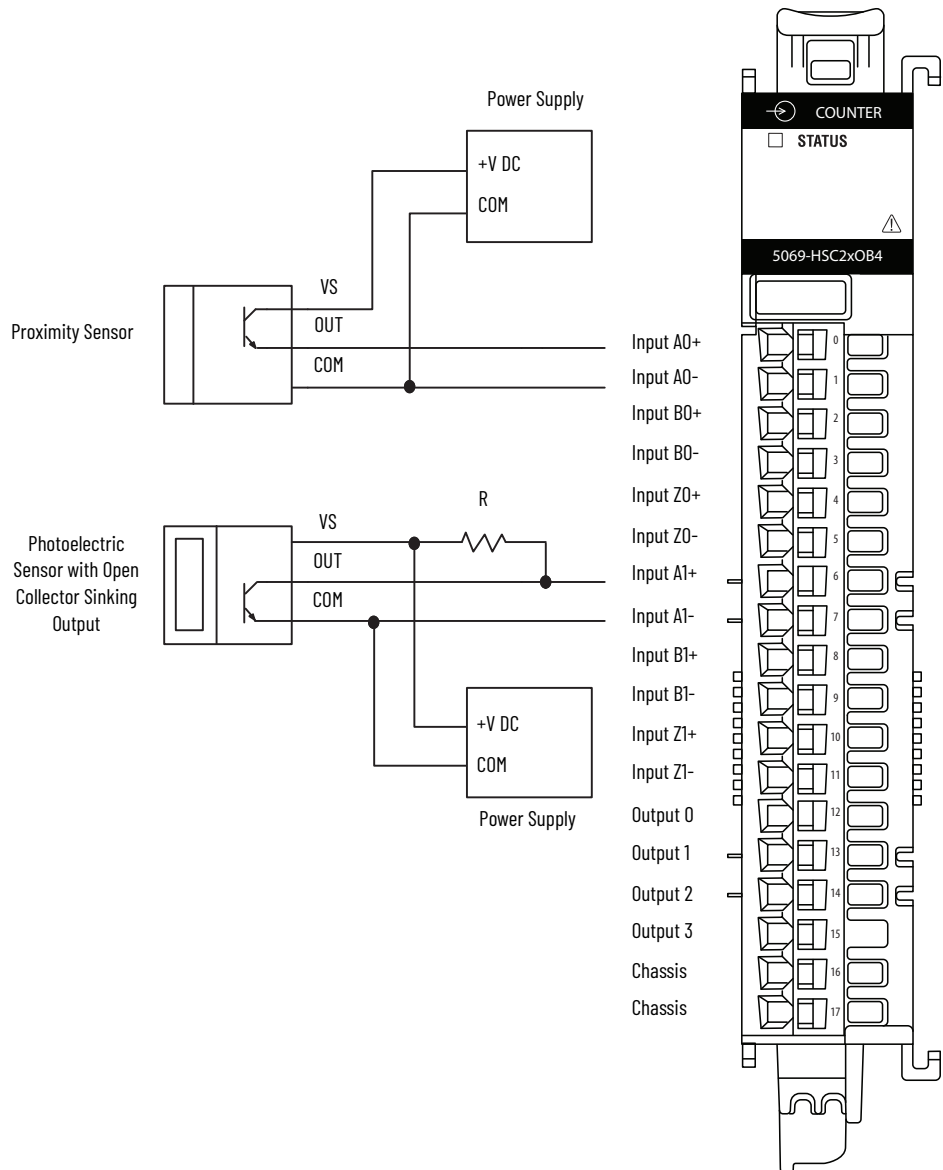 Power Supply
+V DC
COM
Proximity Sensor
VS
OUT
COM
Photoelectric
Sensor with Open
Collector Sinking
Output
VS
OUT
COM
R
+V DC
COM
Power Supply
COUNTER
STATUS
5069-HSC2xOB4
Input A0+ 0
Input A0- 1
Input B0+ 2
Input B0- 3
Input Z0+ 4
Input Z0- 5
Input A1+ 6
Input A1- 7
Input B1+ 8
Input B1- 9
Input Z1+ 10
Input Z1- 11
Output 0 12
Output 1 13
Output 2 14
Output 3 15
Chassis 16
Chassis 17